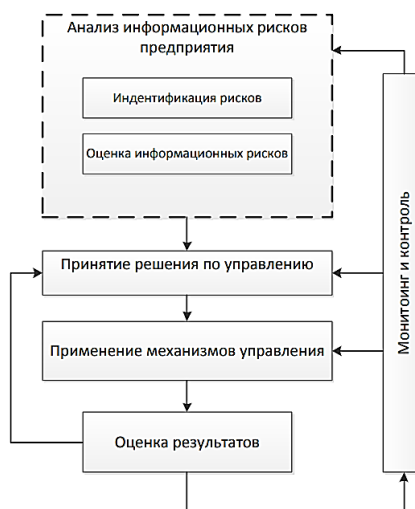 Анализ информационных рисков
предприятия
Индентификация рисков
Оценка информационных рисков
Принятие решения по управлению
Применение механизмов управления
Оценка результатов
Монитоинг и контроль